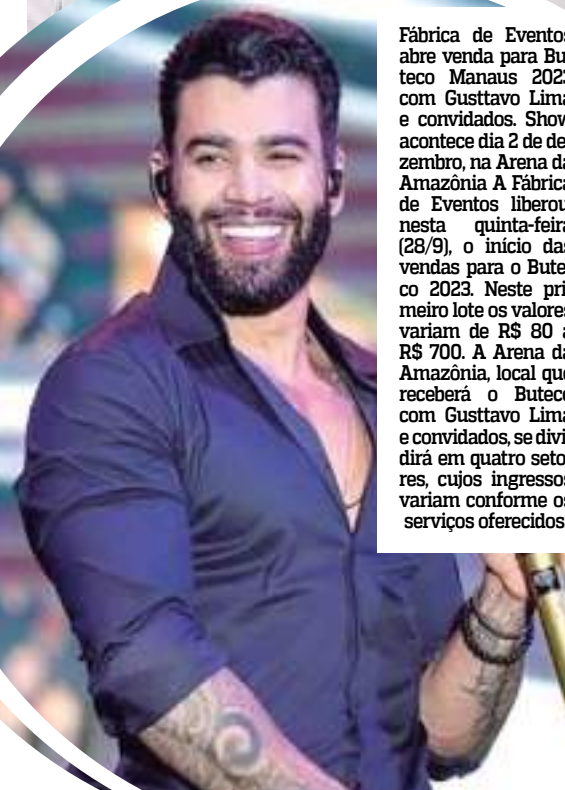 Fábrica de Eventos
abre venda para Bu
teco Manaus 2023
com Gusttavo Lima
e convidados. Show
acontece dia 2 de de
zembro, na Arena da
Amazônia A Fábrica
de Eventos liberou
nesta quinta-feira
(28/9), o início das
vendas para o Bute
co 2023. Neste pri
meiro lote os valores
variam de R$ 80 a
R$ 700. A Arena da
Amazônia, local que
receberá o Buteco
com Gusttavo Lima
e convidados, se divi
dirá em quatro seto
res, cujos ingressos
variam conforme os
serviços oferecidos